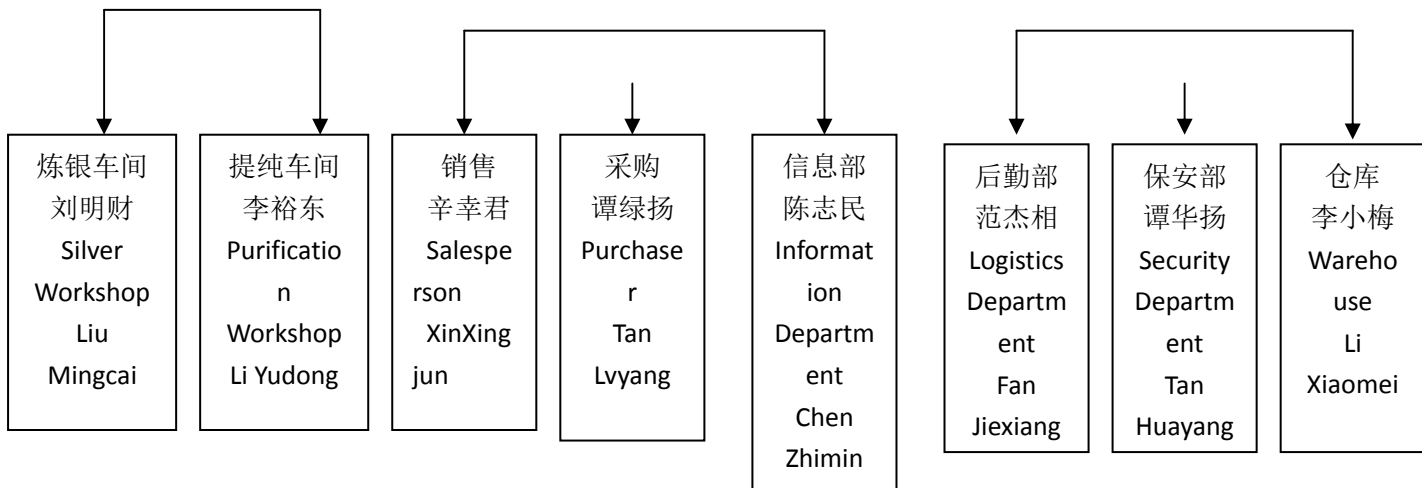 炼银车间
刘明财
Silver
Workshop
Liu
Mingcai
提纯车间
李裕东
Purificatio
n
Workshop
Li Yudong
销售
辛幸君
Salespe
rson
XinXing
jun
采购
谭绿扬
Purchase
r
Tan
Lvyang
信息部
陈志民
Informat
ion
Departm
ent
Chen
Zhimin
后勤部
范杰相
Logistics
Departm
ent
Fan
Jiexiang
保安部
谭华扬
Security
Departm
ent
Tan
Huayang
仓库
李小梅
Wareho
use
Li
Xiaomei